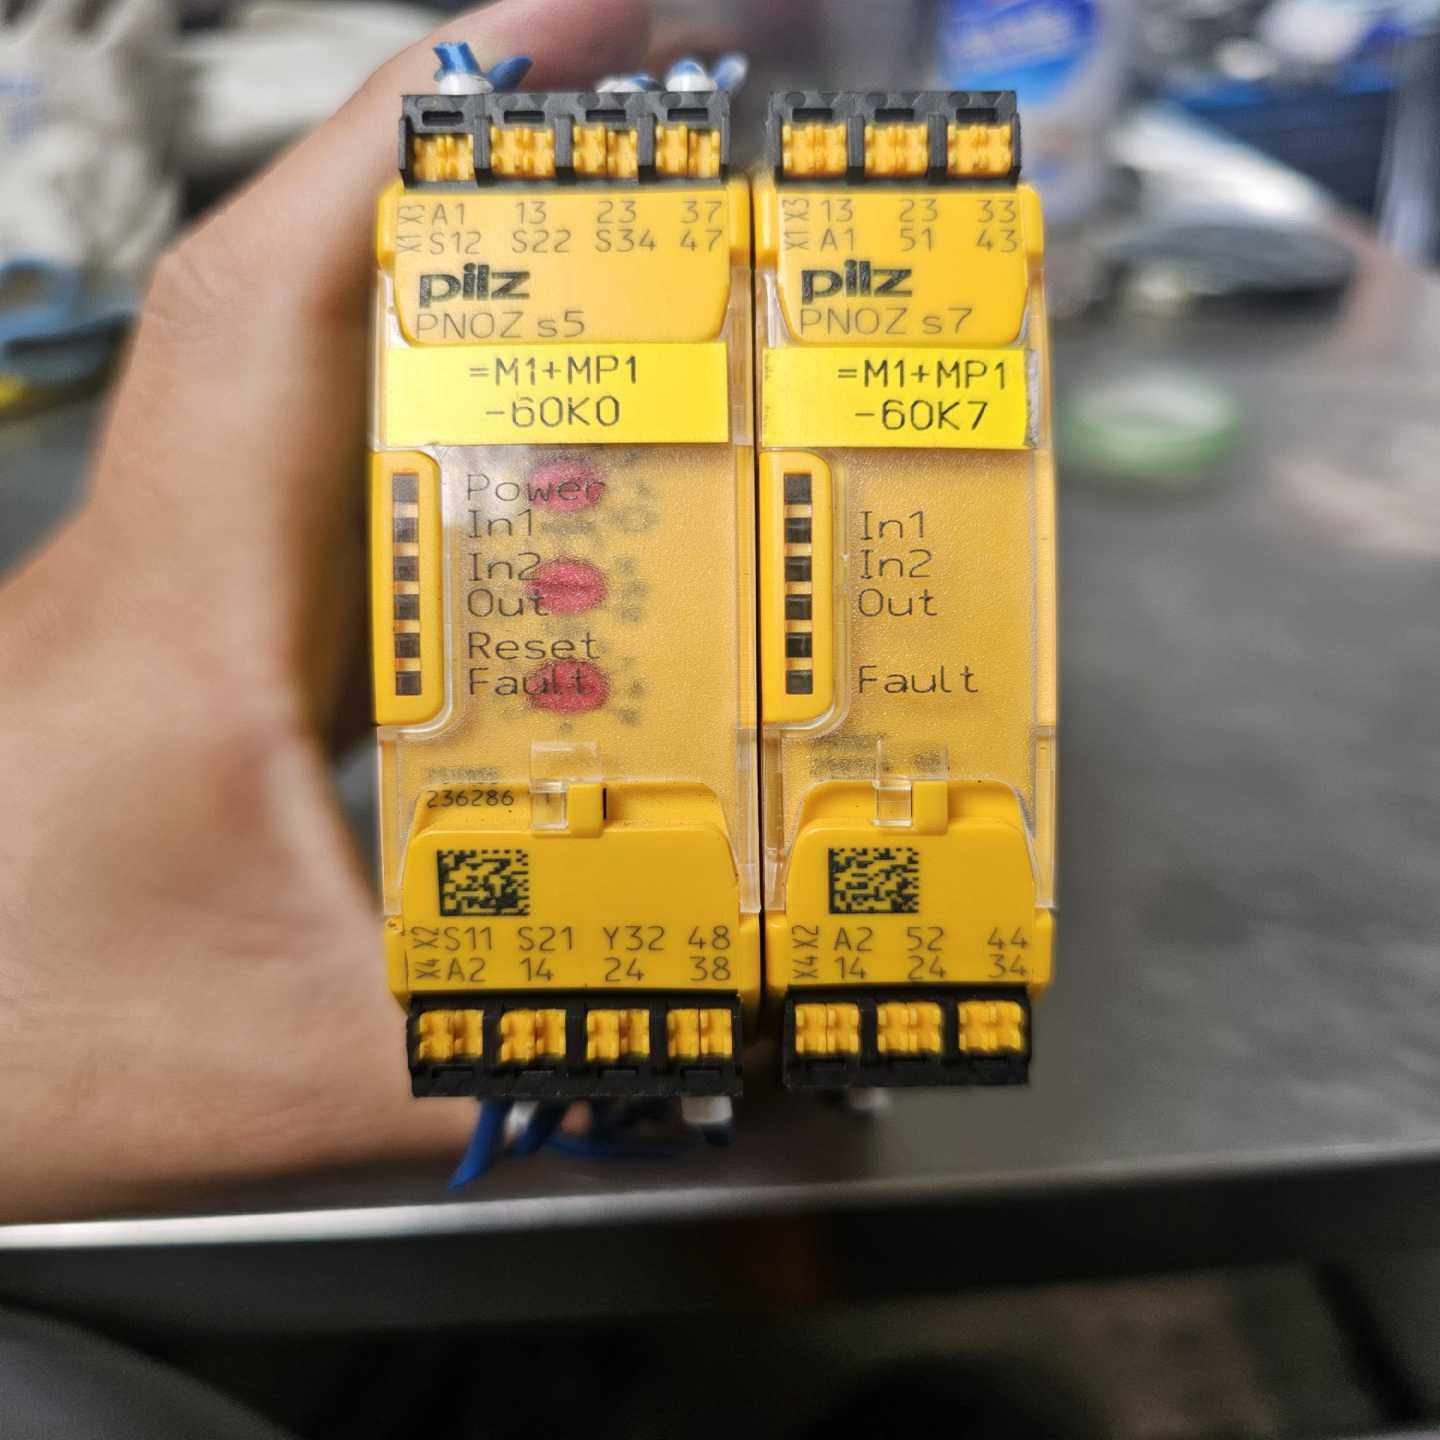 X3 A1 13 23 37
X1 S12 S22 S34 47
pilz
PNOZ s5
=M1+MP1
-60K0
Power
In1
In2
Out
Reset
Fault
236286
X2 S11 S21 Y32 48
X4 A2 14 24 38
X3 13 23 33
X1 A1 51 43
pilz
PNOZ s7
=M1+MP1
-60K7
In1
In2
Out
Fault
X2 A2 52 44
X4 14 24 34